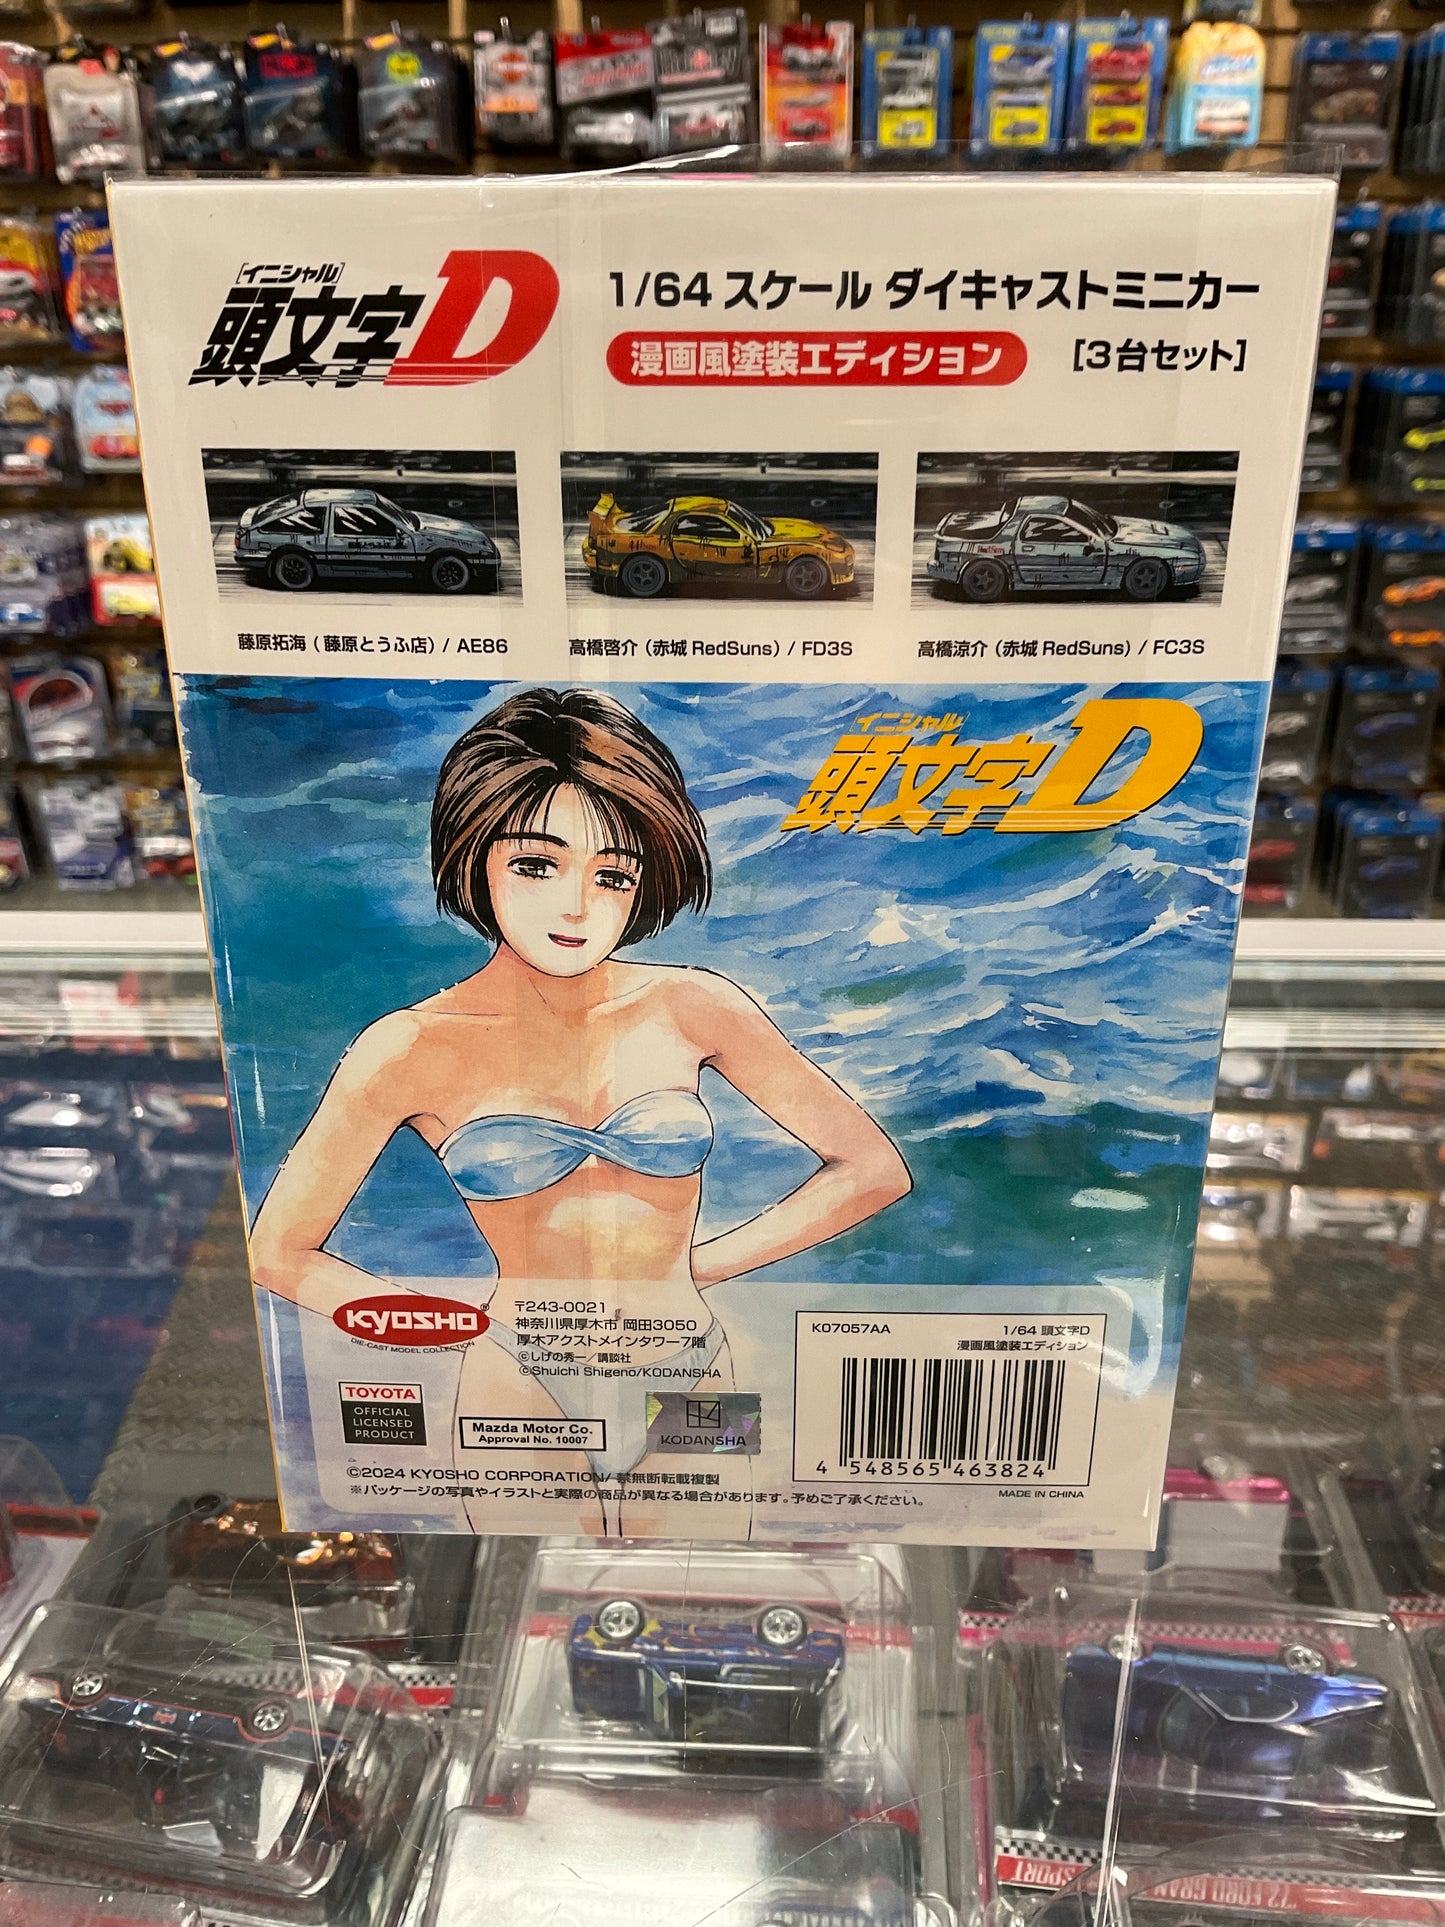 [イニシャル]
頭文字D
1/64 スケール ダイキャストミニカー
漫画風塗装エディション
[3台セット]
藤原拓海 (藤原とうふ店) / AE86
高橋啓介 (赤城 RedSuns) / FD3S
高橋涼介 (赤城 RedSuns) / FC3S
[イニシャル]
頭文字D
KYOSHO®
DIE-CAST MODEL COLLECTION
〒243-0021
神奈川県厚木市 岡田3050
厚木アクストメインタワー7階
©しげの秀一／講談社
©Shuichi Shigeno/KODANSHA
TOYOTA
OFFICIAL
LICENSED
PRODUCT
Mazda Motor Co.
Approval No. 10007
KODANSHA
©2024 KYOSHO CORPORATION/ 禁無断転載複製
※パッケージの写真やイラストと実際の商品が異なる場合があります。予めご了承ください。
K07057AA
1/64 頭文字D
漫画風塗装エディション
4 548565 463824
MADE IN CHINA
SPORT
'72 FORD GRAN